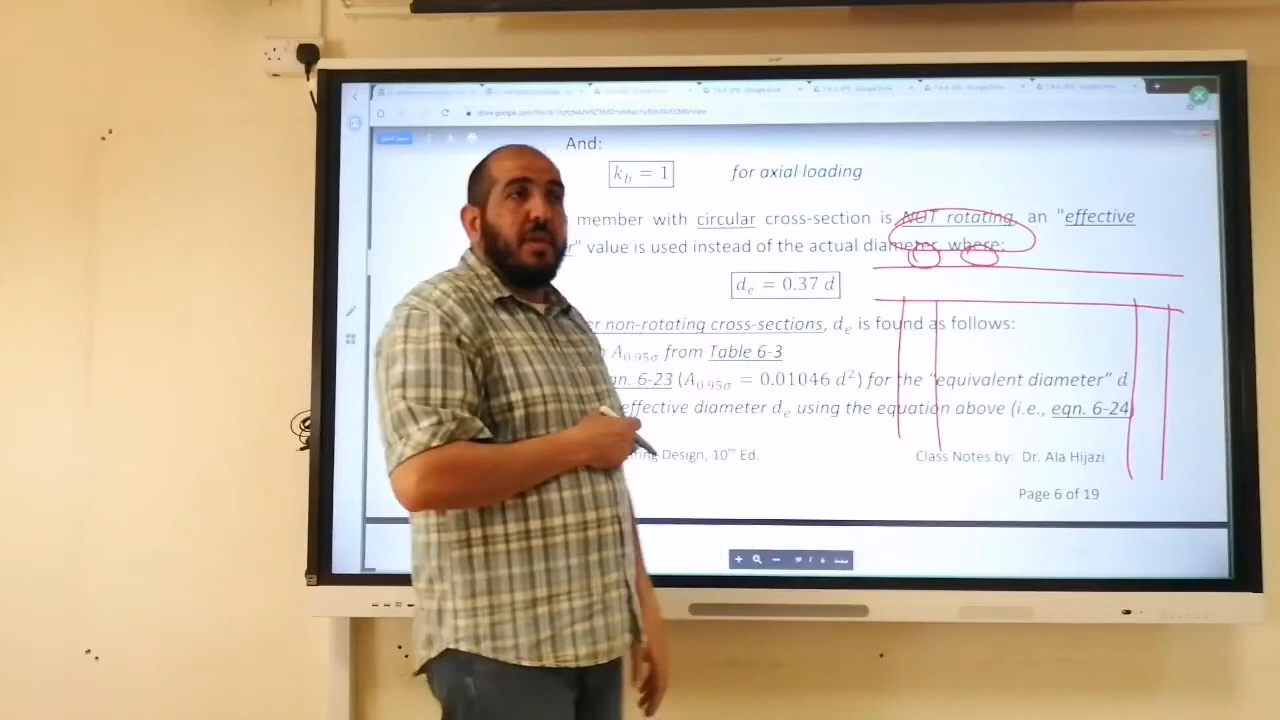 And:
k_b = 1 for axial loading
member with circular cross-section is NOT rotating, an "effective
value is used instead of the actual diameter, where:
d_e = 0.37 d
non-rotating cross-sections, d_e is found as follows:
A_0.95σ from Table 6-3
6-23 (A_0.95σ = 0.01046 d²) for the "equivalent diameter" d
effective diameter d_e using the equation above (i.e., eqn. 6-24)
Design, 10th Ed. Class Notes by: Dr. Ala Hijazi
Page 6 of 19